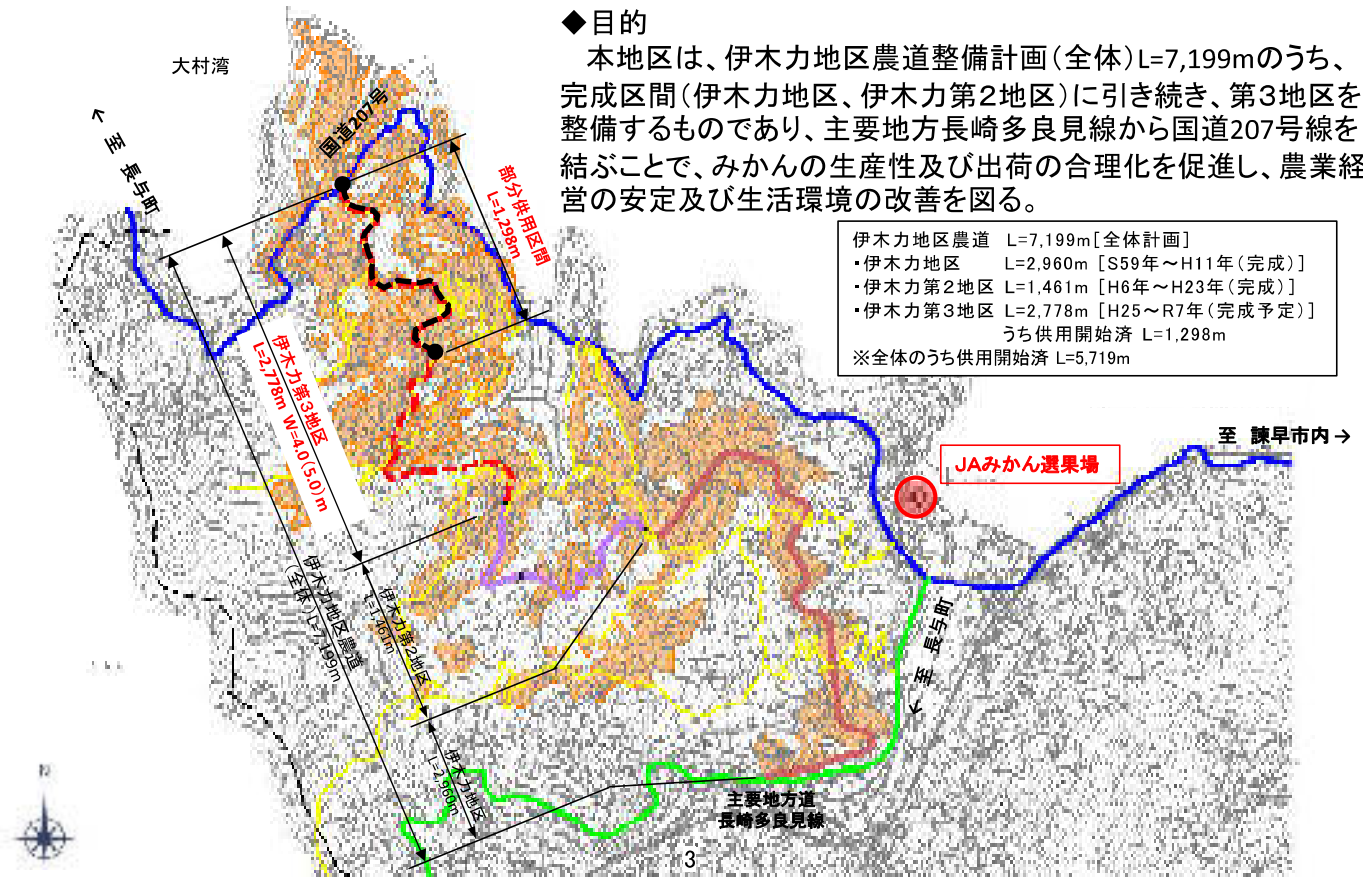 ◆目的
本地区は、伊木力地区農道整備計画(全体)L=7,199mのうち、
完成区間(伊木力地区、伊木力第2地区)に引き続き、第3地区を
整備するものであり、主要地方長崎多良見線から国道207号線を
結ぶことで、みかんの生産性及び出荷の合理化を促進し、農業経
営の安定及び生活環境の改善を図る。
伊木力地区農道 L=7,199m[全体計画]
・伊木力地区 L=2,960m [S59年～H11年(完成)]
・伊木力第2地区 L=1,461m [H6年～H23年(完成)]
・伊木力第3地区 L=2,778m [H25～R7年(完成予定)]
うち供用開始済 L=1,298m
※全体のうち供用開始済 L=5,719m
大村湾
← 至 長与町
国道207号
部分供用区間
L=1,298m
伊木力第3地区
L=2,778m W=4.0(5.0)m
至 諫早市内→
JAみかん選果場
伊木力地区農道
(全体)L=7,199m
伊木力第2地区
L=1,461m
伊木力地区
L=2,960m
← 至 長与町
主要地方道
長崎多良見線
N
3